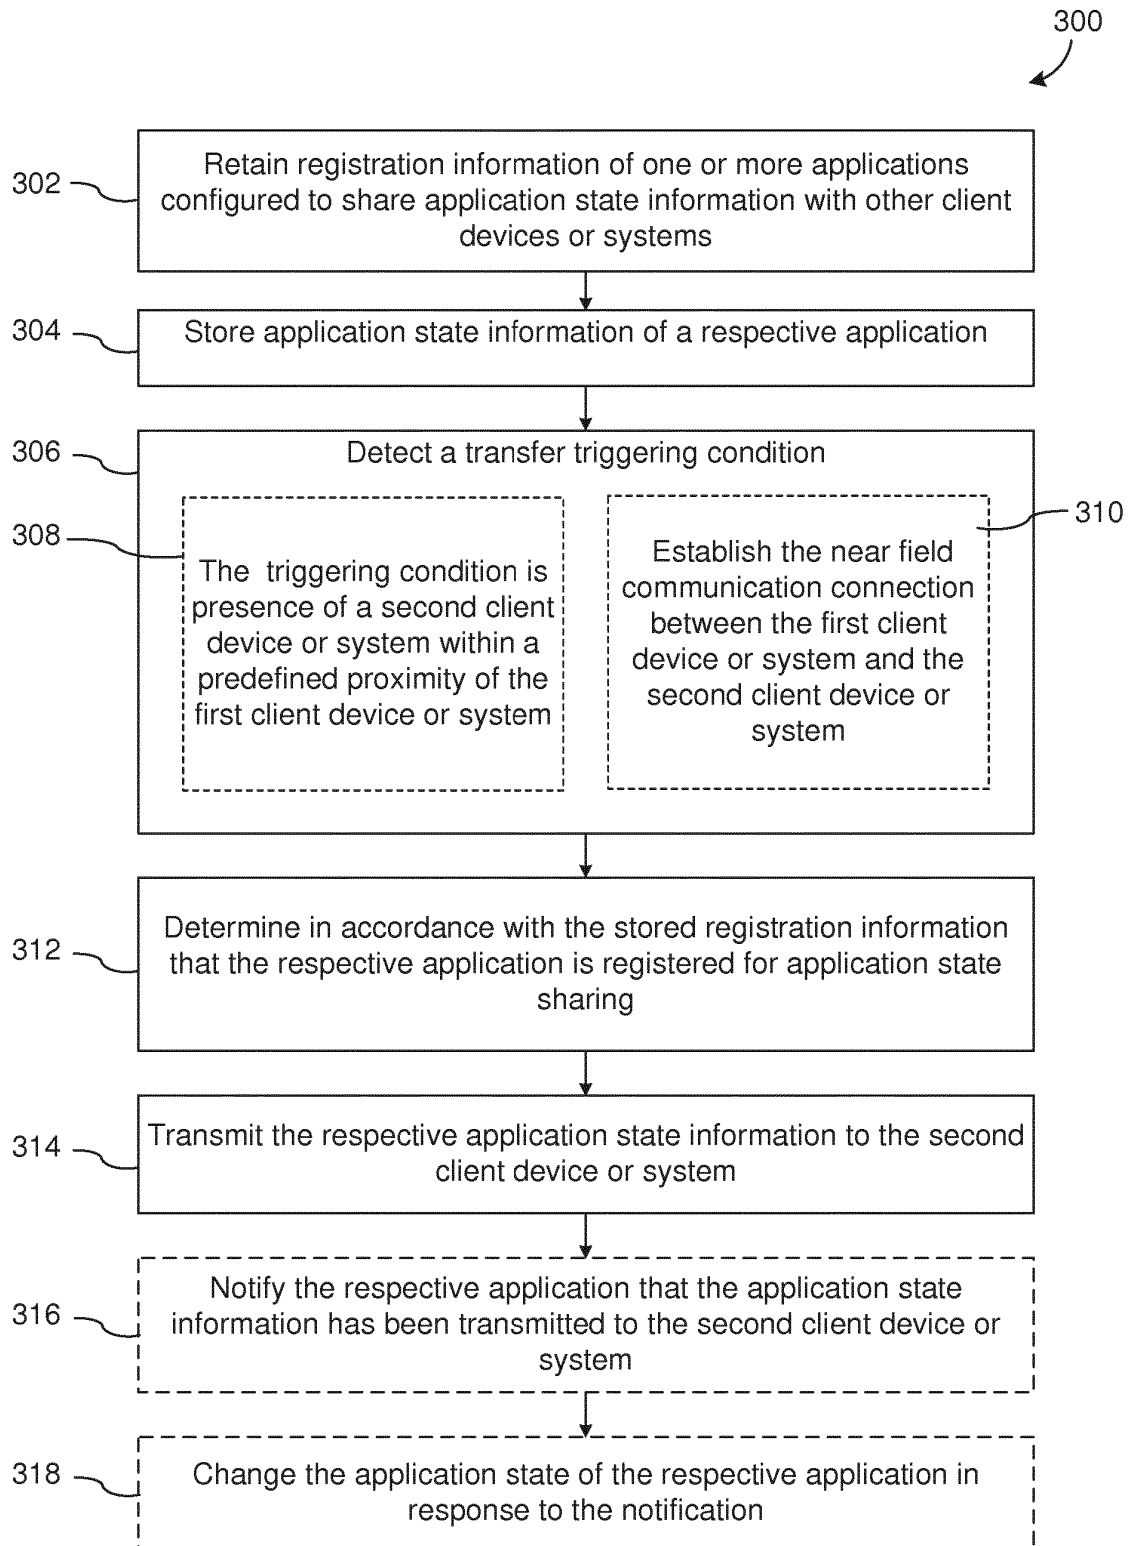 300
302
Retain registration information of one or more applications
configured to share application state information with other client
devices or systems
304
Store application state information of a respective application
306
Detect a transfer triggering condition
308
The triggering condition is
presence of a second client
device or system within a
predefined proximity of the
first client device or system
310
Establish the near field
communication connection
between the first client
device or system and the
second client device or
system
312
Determine in accordance with the stored registration information
that the respective application is registered for application state
sharing
314
Transmit the respective application state information to the second
client device or system
316
Notify the respective application that the application state
information has been transmitted to the second client device or
system
318
Change the application state of the respective application in
response to the notification